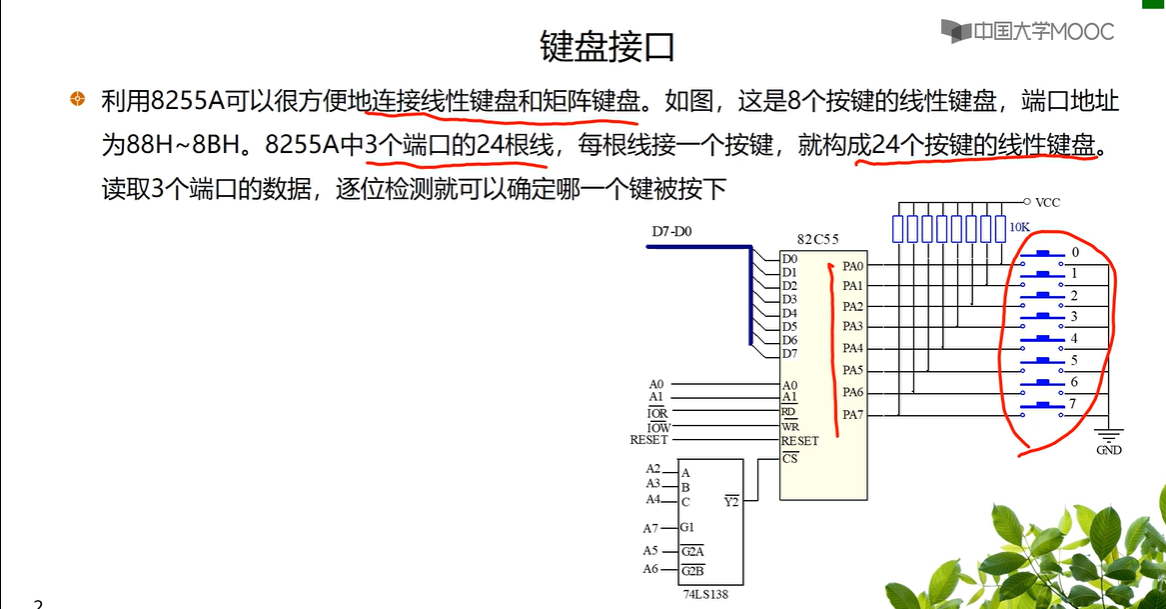 中国大学MOOC
键盘接口
利用8255A可以很方便地连接线性键盘和矩阵键盘。如图，这是8个按键的线性键盘，端口地址
为88H~8BH。8255A中3个端口的24根线，每根线接一个按键，就构成24个按键的线性键盘。
读取3个端口的数据，逐位检测就可以确定哪一个键被按下
VCC
10K
D7-D0
82C55
D0
D1
D2
D3
D4
D5
D6
D7
PA0
PA1
PA2
PA3
PA4
PA5
PA6
PA7
0
1
2
3
4
5
6
7
A0
A1
IOR
IOW
RESET
A0
A1
RD
WR
RESET
CS
GND
A2
A3
A4
A7
A5
A6
A
B
C
G1
G2A
G2B
Y2
74LS138
2